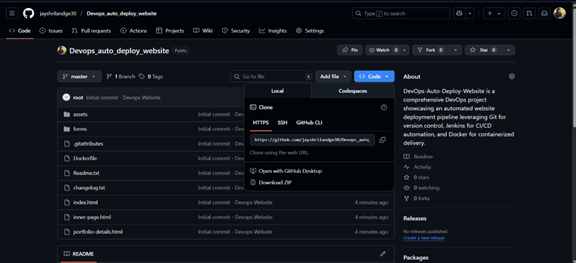 jayshrilandge30 / Devops_auto_deploy_website
Type / to search
Code Issues Pull requests Actions Projects Wiki Security Insights Settings
Devops_auto_deploy_website Public
Pin Watch 0 Fork 0 Star 0
master 1 Branch 0 Tags Go to file t Add file Code
About
DevOps-Auto-Deploy-Website is a
comprehensive DevOps project
showcasing an automated website
deployment pipeline leveraging Git for
version control, Jenkins for CI/CD
automation, and Docker for containerized
delivery.
Readme
Activity
0 stars
0 watching
0 forks
Releases
No releases published
Create a new release
Packages
root Initial commit - Devops Website
assets Initial commit - Devops Website
forms Initial commit - Devops Website
.gitattributes Initial commit - Devops Website
Dockerfile Initial commit - Devops Website
Readme.txt Initial commit - Devops Website
changelog.txt Initial commit - Devops Website
index.html Initial commit - Devops Website 4 minutes ago
inner-page.html Initial commit - Devops Website 4 minutes ago
portfolio-details.html Initial commit - Devops Website 4 minutes ago
README
Local Codespaces
Clone
HTTPS SSH GitHub CLI
https://github.com/jayshrilandge30/Devops_auto_
Clone using the web URL.
Open with GitHub Desktop
Download ZIP